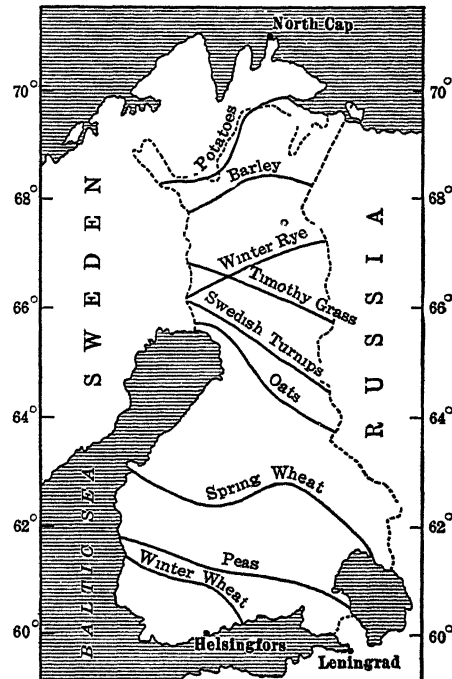 North Cap
70°
70°
Potatoes
Barley
68°
68°
SWEDEN
RUSSIA
Winter Rye
Timothy Grass
66°
66°
Swedish Turnips
Oats
64°
64°
Spring Wheat
62°
62°
BALTIC SEA
Peas
Winter Wheat
60°
60°
Helsingfors
Leningrad